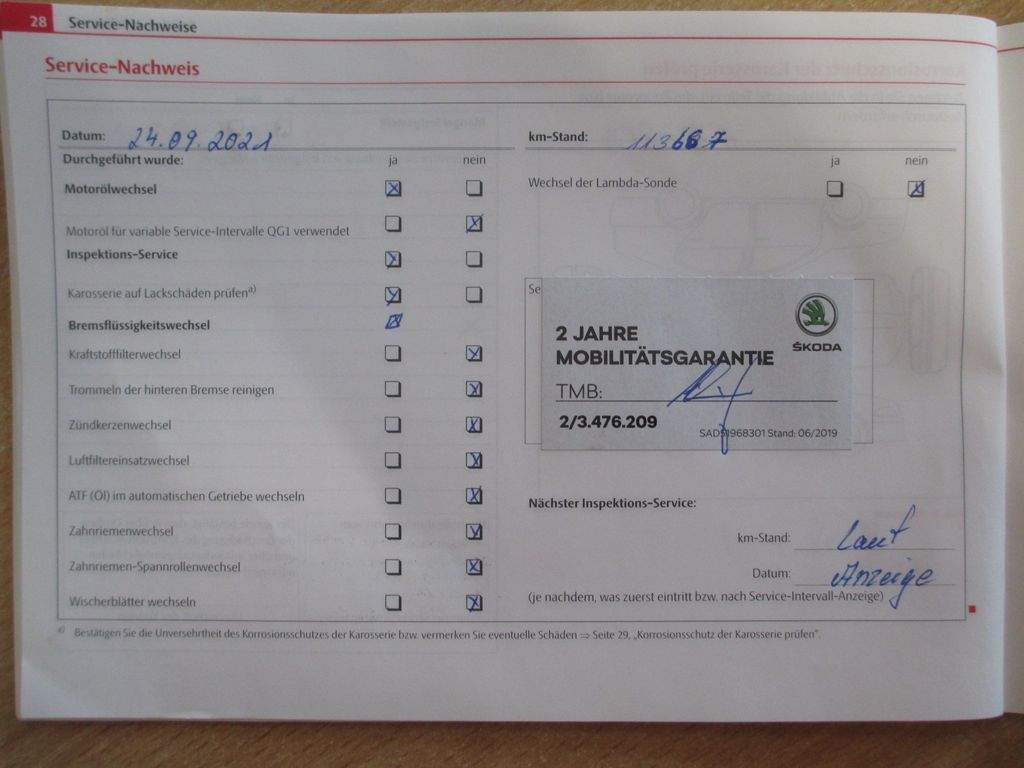 28 Service-Nachweise
Service-Nachweis
Datum: 24.09.2021
Durchgeführt wurde: ja nein
Motorölwechsel
Motoröl für variable Service-Intervalle QG1 verwendet
Inspektions-Service
Karosserie auf Lackschäden prüfen a)
Bremsflüssigkeitswechsel
Kraftstofffilterwechsel
Trommeln der hinteren Bremse reinigen
Zündkerzenwechsel
Luftfiltereinsatzwechsel
ATF (Öl) im automatischen Getriebe wechseln
Zahnriemenwechsel
Zahnriemen-Spannrollenwechsel
Wischerblätter wechseln
km-Stand: 113667
ja nein
Wechsel der Lambda-Sonde
Se
ŠKODA
2 JAHRE
MOBILITÄTSGARANTIE
TMB:
2/3.476.209
SAD51968301 Stand: 06/2019
Nächster Inspektions-Service:
km-Stand: Laut
Datum: Anzeige
(je nachdem, was zuerst eintritt bzw. nach Service-Intervall-Anzeige)
a) Bestätigen Sie die Unversehrtheit des Korrosionsschutzes der Karosserie bzw. vermerken Sie eventuelle Schäden ⇒ Seite 29, „Korrosionsschutz der Karosserie prüfen".